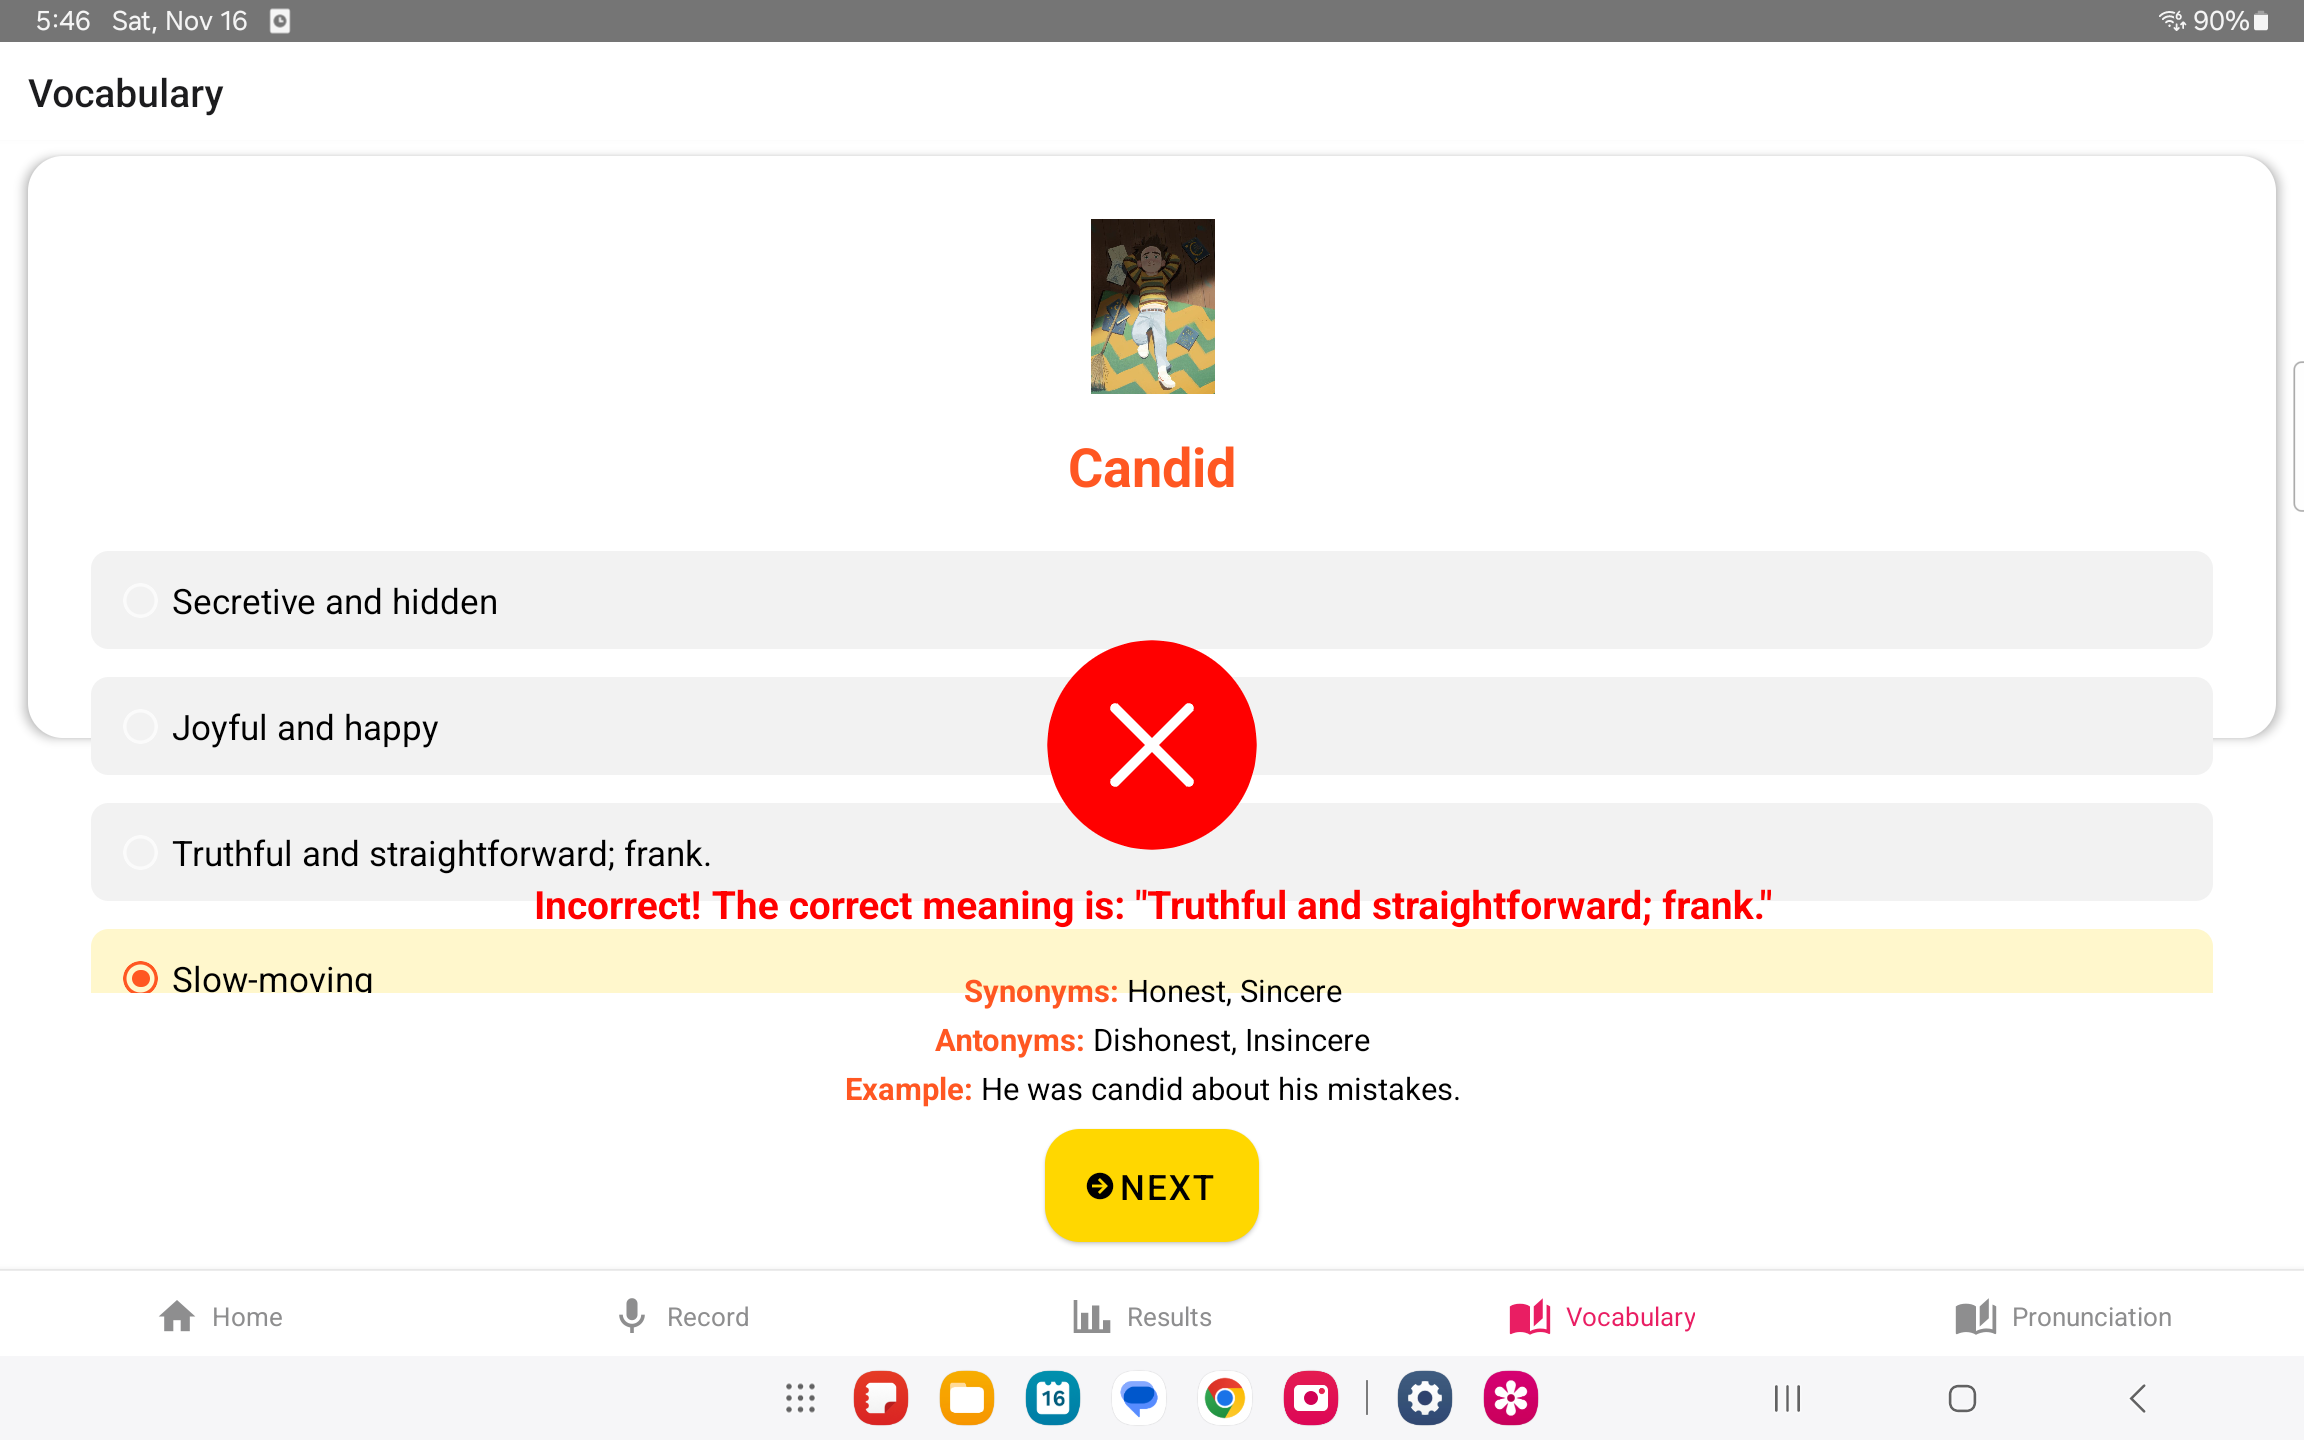 5:46 Sat, Nov 16 90%
Vocabulary
Candid
Secretive and hidden
Joyful and happy
Truthful and straightforward; frank.
Incorrect! The correct meaning is: "Truthful and straightforward; frank."
Slow-moving
Synonyms: Honest, Sincere
Antonyms: Dishonest, Insincere
Example: He was candid about his mistakes.
NEXT
Home Record Results Vocabulary Pronunciation
16